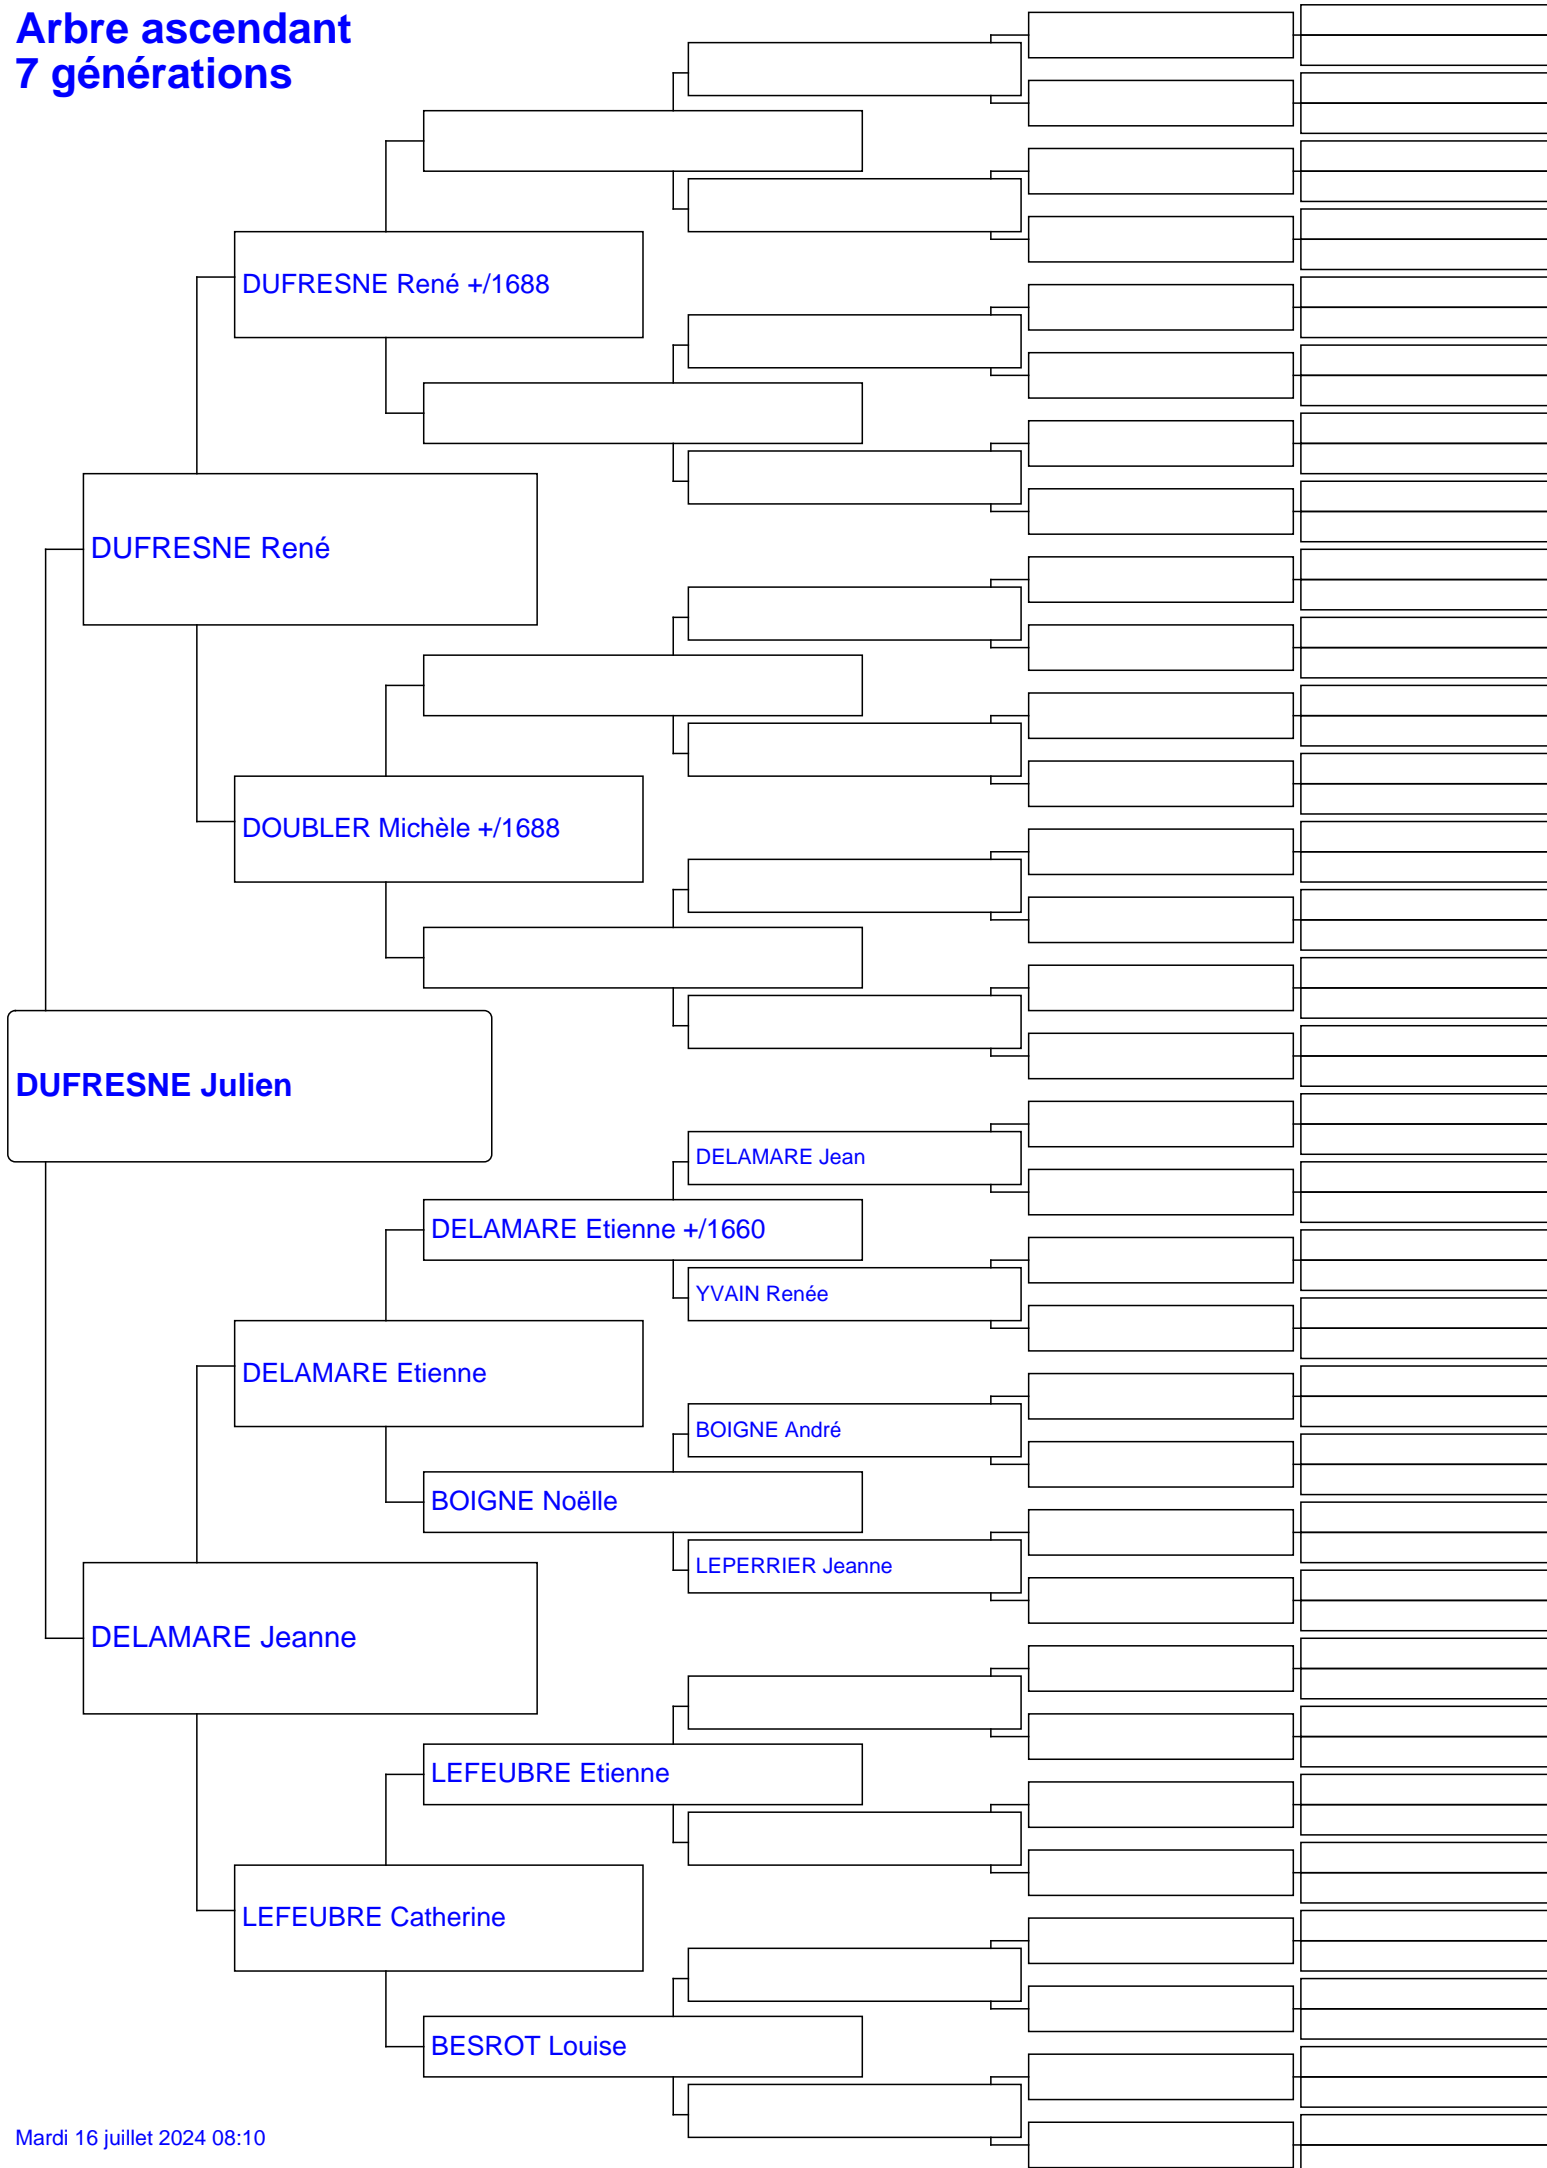 Arbre ascendant
7 générations
DUFRESNE René +/1688
DUFRESNE René
DOUBLER Michèle +/1688
DUFRESNE Julien
DELAMARE Jean
DELAMARE Etienne +/1660
YVAIN Renée
DELAMARE Etienne
BOIGNE André
BOIGNE Noëlle
LEPERRIER Jeanne
DELAMARE Jeanne
LEFEUBRE Etienne
LEFEUBRE Catherine
BESROT Louise
Mardi 16 juillet 2024 08:10